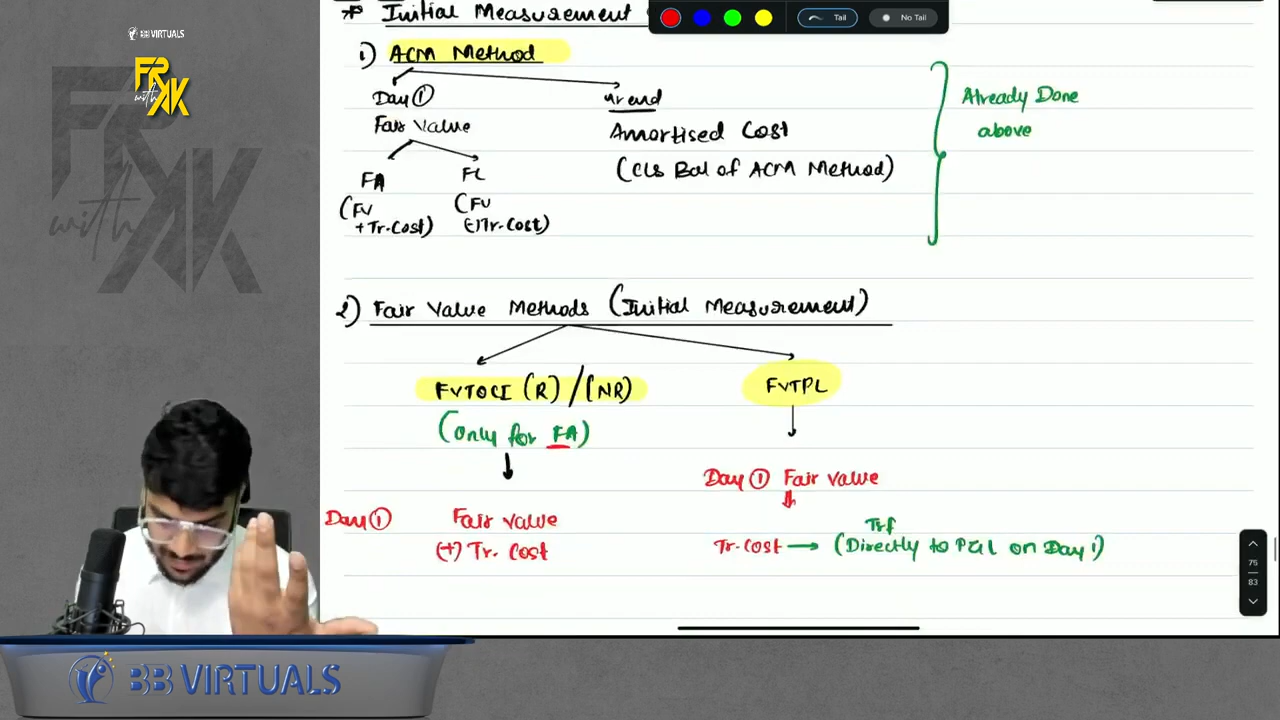 * Initial Measurement
Tail
No Tail
BB VIRTUALS
FR
with
AK
1) ACM Method
Day ①
Fair Value
FA
(FV
+ Tr. Cost)
FL
(FV
(-) Tr. Cost)
Yr end
Amortised Cost
(Cls Bal of ACM Method)
Already Done
above
2) Fair Value Methods (Initial Measurement)
FVTOCI (R) / (NR)
(Only for FA)
Day ①
Fair Value
(+) Tr. Cost
FVTPL
Day ① Fair Value
Trf
Tr. Cost → (Directly to P&L on Day 1)
75
83
BB VIRTUALS